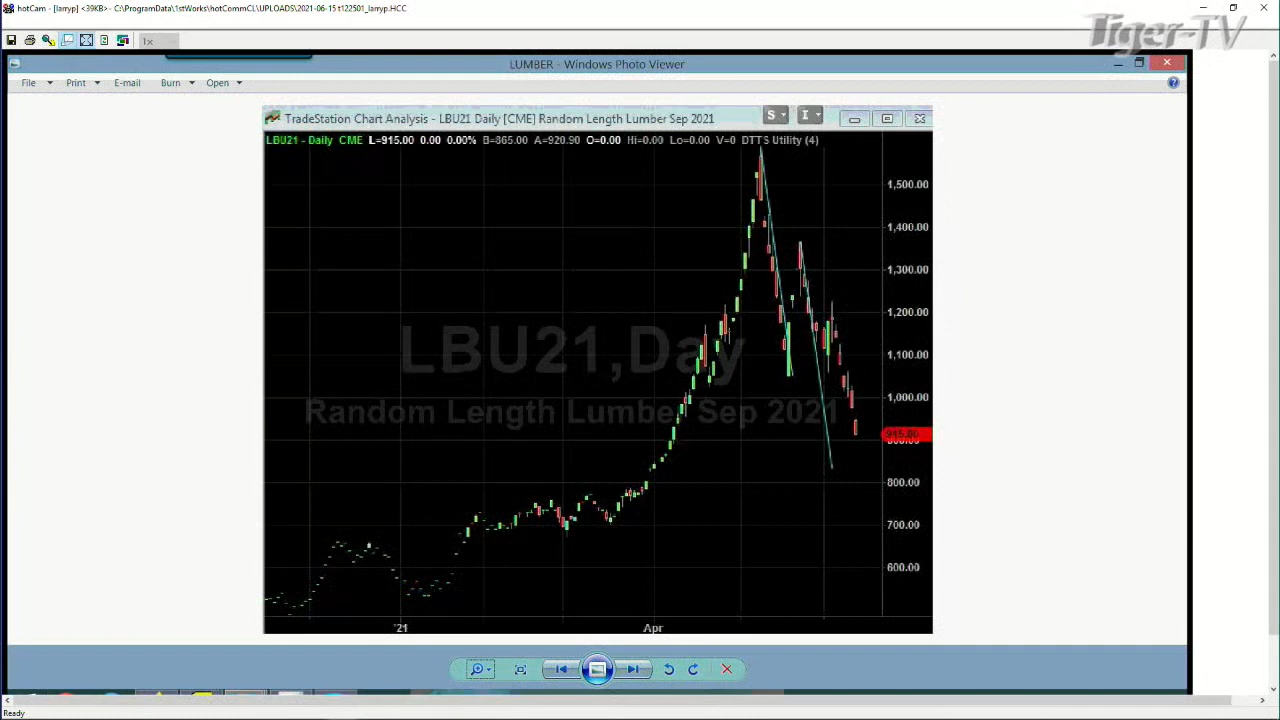 hotCam - [larryp] <39KB> - C:\ProgramData\1stWorks\hotCommCL\UPLOADS\2021-06-15 t122501_larryp.HCC
Tiger-TV
1x
LUMBER - Windows Photo Viewer
File Print E-mail Burn Open
TradeStation Chart Analysis - LBU21 Daily [CME] Random Length Lumber Sep 2021
S I
LBU21 - Daily CME L=915.00 0.00 0.00% B=865.00 A=920.90 O=0.00 Hi=0.00 Lo=0.00 V=0 DTTS Utility (4)
1,500.00
1,400.00
1,300.00
1,200.00
LBU21,Day
1,100.00
1,000.00
Random Length Lumber Sep 2021
915.00
800.00
700.00
600.00
'21 Apr
Ready